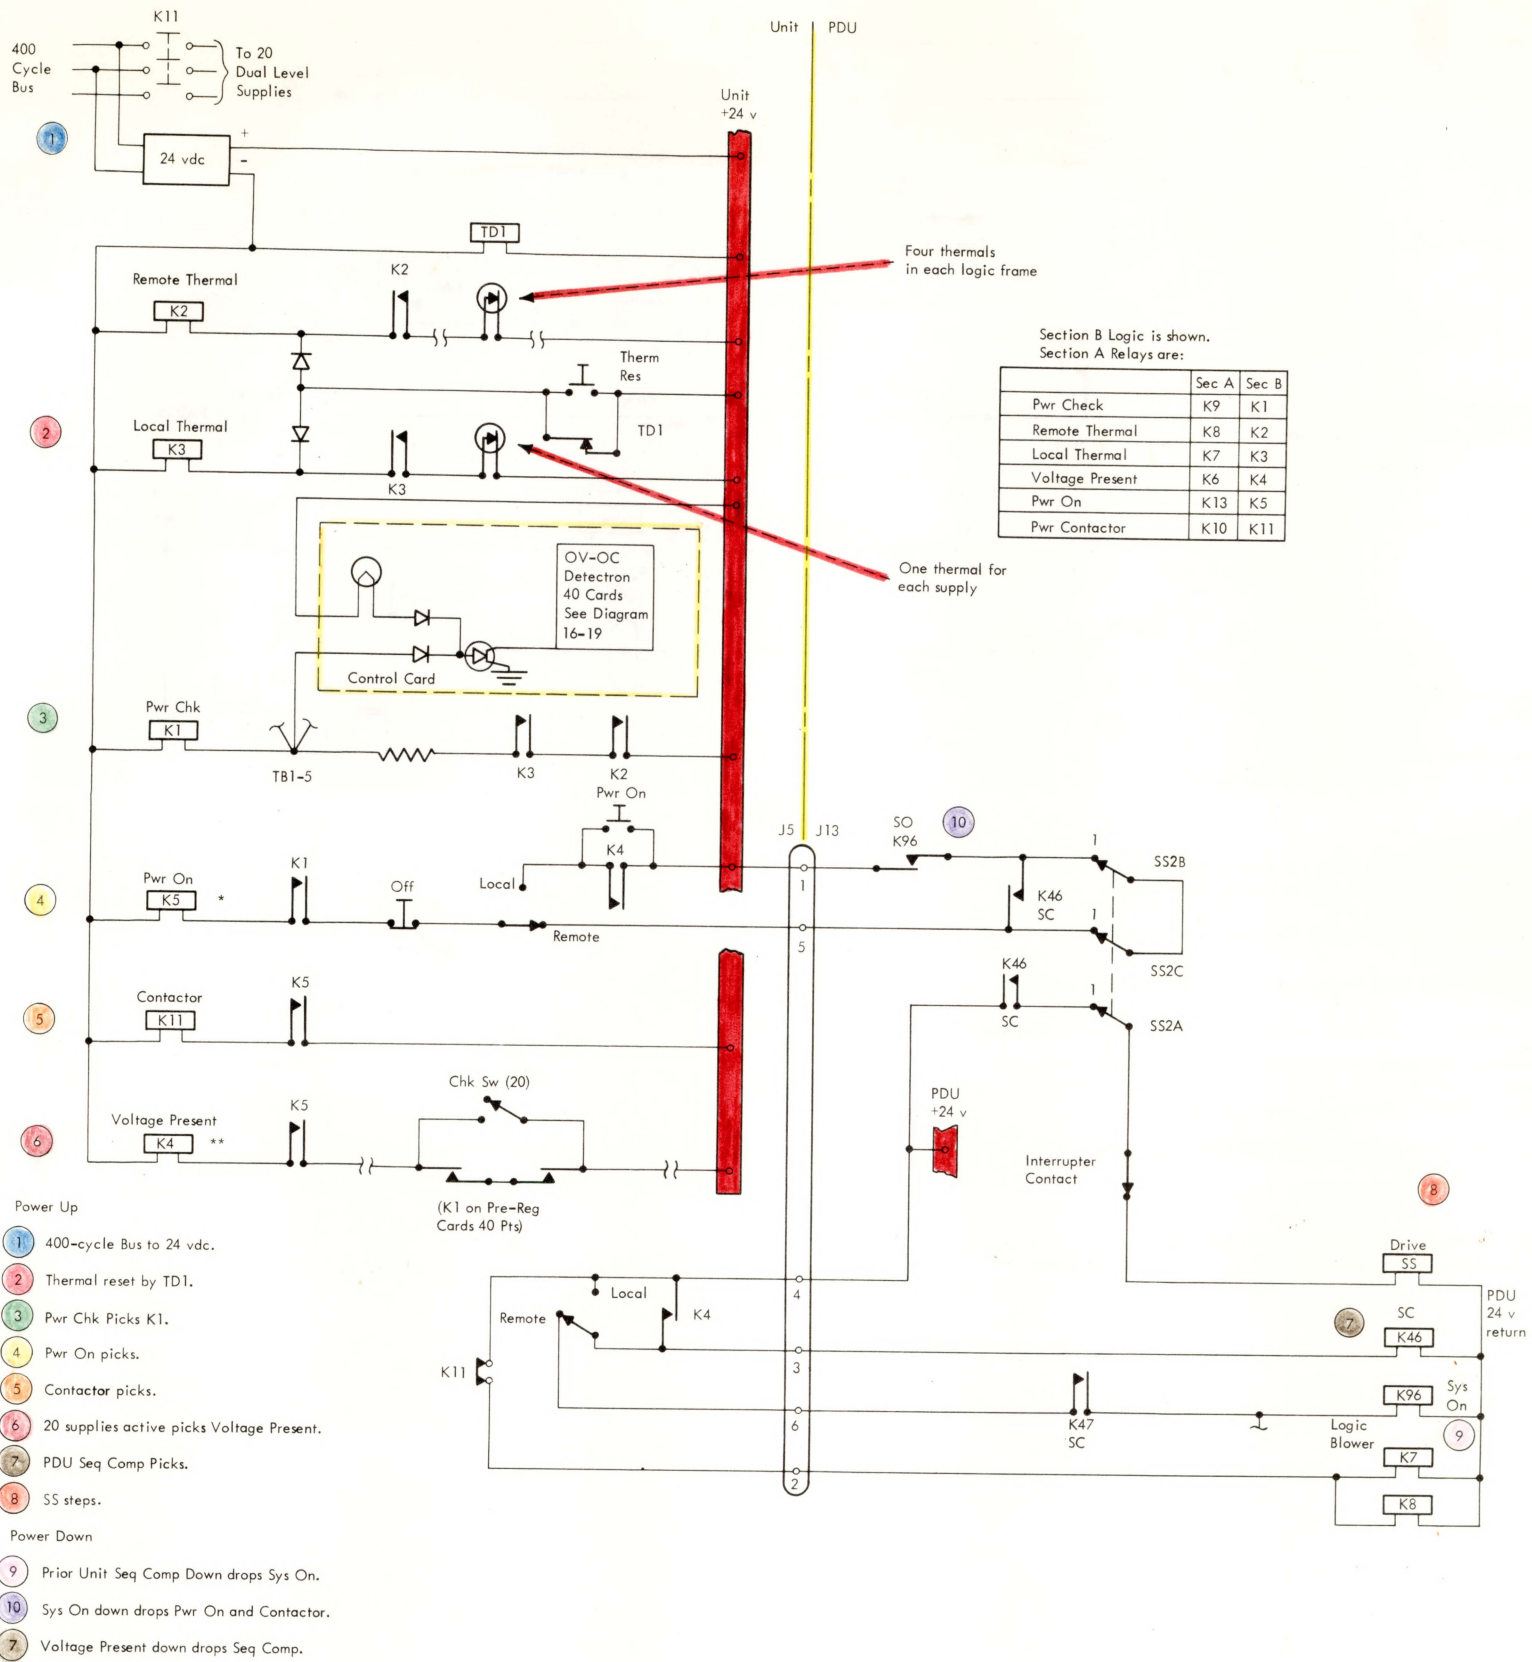 K11
400
Cycle
Bus
To 20
Dual Level
Supplies
Unit
PDU
Unit
+24 v
1
24 vdc
+
-
TD1
Four thermals
in each logic frame
Remote Thermal
K2
K2
Therm
Res
TD1
Section B Logic is shown.
Section A Relays are:
Sec A
Sec B
Pwr Check
K9
K1
Remote Thermal
K8
K2
Local Thermal
K7
K3
Voltage Present
K6
K4
Pwr On
K13
K5
Pwr Contactor
K10
K11
2
Local Thermal
K3
K3
OV-OC
Detectron
40 Cards
See Diagram
16-19
Control Card
One thermal for
each supply
3
Pwr Chk
K1
TB1-5
K3
K2
Pwr On
K4
J5
J13
SO
K96
10
1
SS2B
4
Pwr On
K5
*
K1
Off
Local
Remote
1
5
K46
SC
1
SS2C
5
Contactor
K11
K5
K46
SC
1
SS2A
6
Voltage Present
K4
**
K5
Chk Sw (20)
(K1 on Pre-Reg
Cards 40 Pts)
PDU
+24 v
Interrupter
Contact
8
Drive
SS
PDU
24 v
return
7
SC
K46
Local
Remote
K4
K11
4
3
6
2
K47
SC
K96
Sys
On
9
Logic
Blower
K7
K8
Power Up
1 400-cycle Bus to 24 vdc.
2 Thermal reset by TD1.
3 Pwr Chk Picks K1.
4 Pwr On picks.
5 Contactor picks.
6 20 supplies active picks Voltage Present.
7 PDU Seq Comp Picks.
8 SS steps.
Power Down
9 Prior Unit Seq Comp Down drops Sys On.
10 Sys On down drops Pwr On and Contactor.
7 Voltage Present down drops Seq Comp.